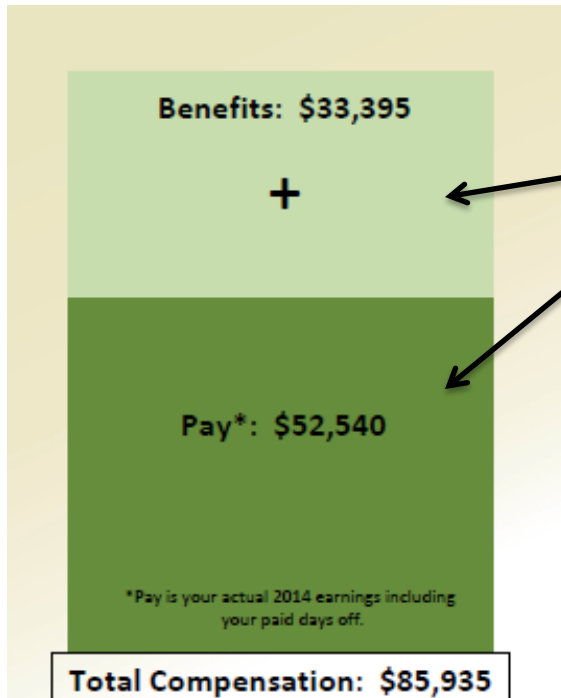 Benefits: $33,395
+
Pay*: $52,540
*Pay is your actual 2014 earnings including
your paid days off.
Total Compensation: $85,935